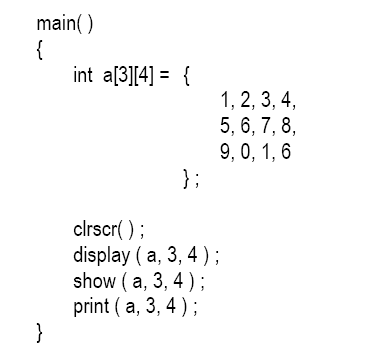 main( )
{
int a[3][4] = {
1, 2, 3, 4,
5, 6, 7, 8,
9, 0, 1, 6
} ;
clrscr( ) ;
display ( a, 3, 4 ) ;
show ( a, 3, 4 ) ;
print ( a, 3, 4 ) ;
}